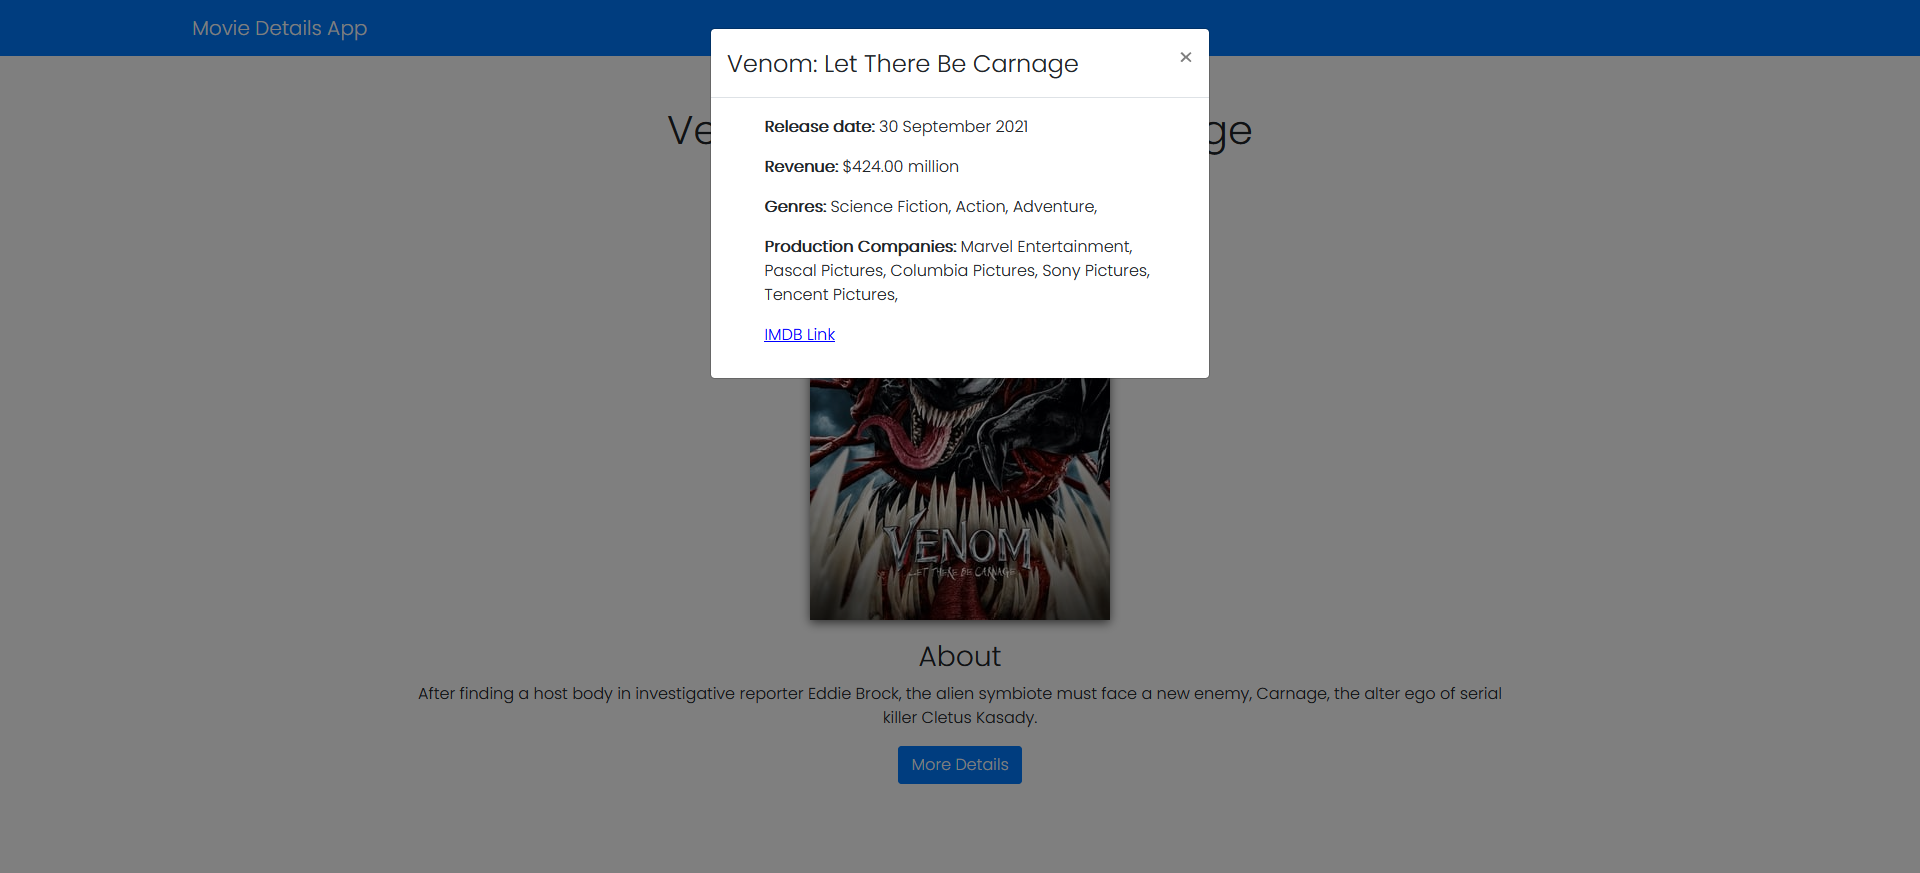 Movie Details App
Venom: Let There Be Carnage
×
Ve
ge
Release date: 30 September 2021
Revenue: $424.00 million
Genres: Science Fiction, Action, Adventure,
Production Companies: Marvel Entertainment,
Pascal Pictures, Columbia Pictures, Sony Pictures,
Tencent Pictures,
IMDB Link
VENOM
LET THERE BE CARNAGE
About
After finding a host body in investigative reporter Eddie Brock, the alien symbiote must face a new enemy, Carnage, the alter ego of serial
killer Cletus Kasady.
More Details